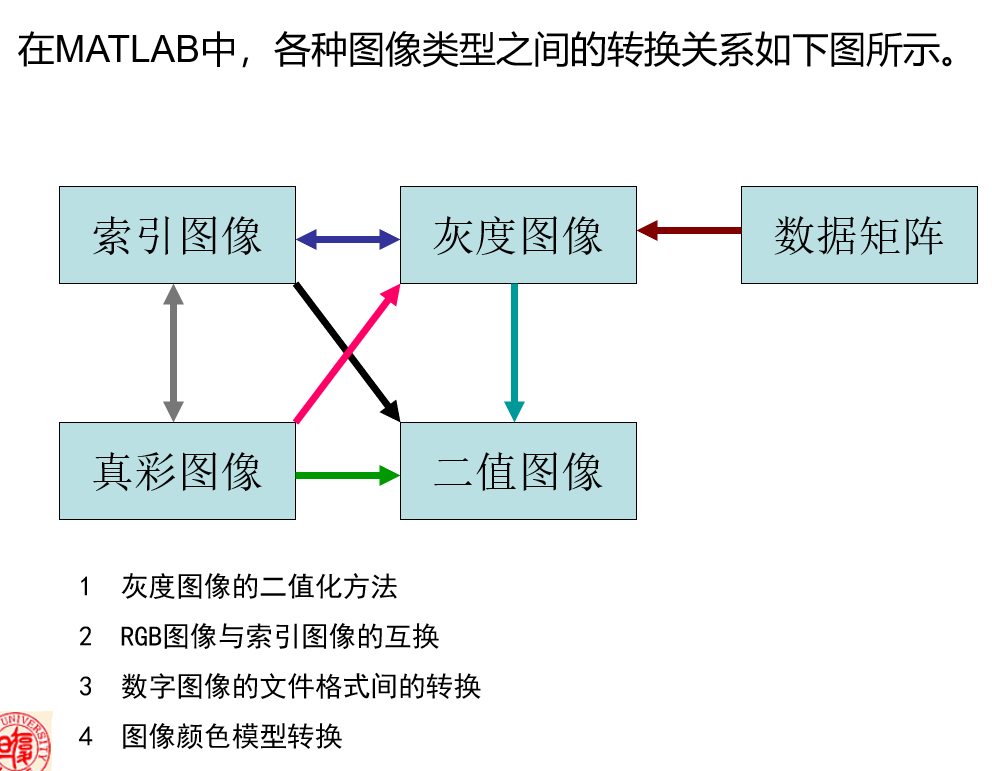 在MATLAB中，各种图像类型之间的转换关系如下图所示。
索引图像
灰度图像
数据矩阵
真彩图像
二值图像
1 灰度图像的二值化方法
2 RGB图像与索引图像的互换
3 数字图像的文件格式间的转换
4 图像颜色模型转换
UNIVERSITY